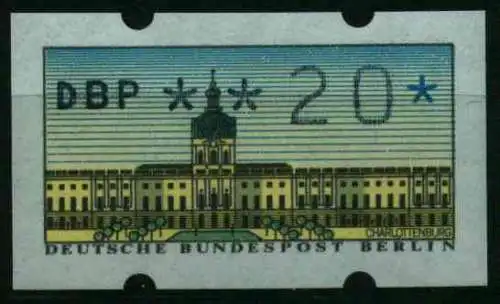 DBP ** 20*
CHARLOTTENBURG
DEUTSCHE BUNDESPOST BERLIN